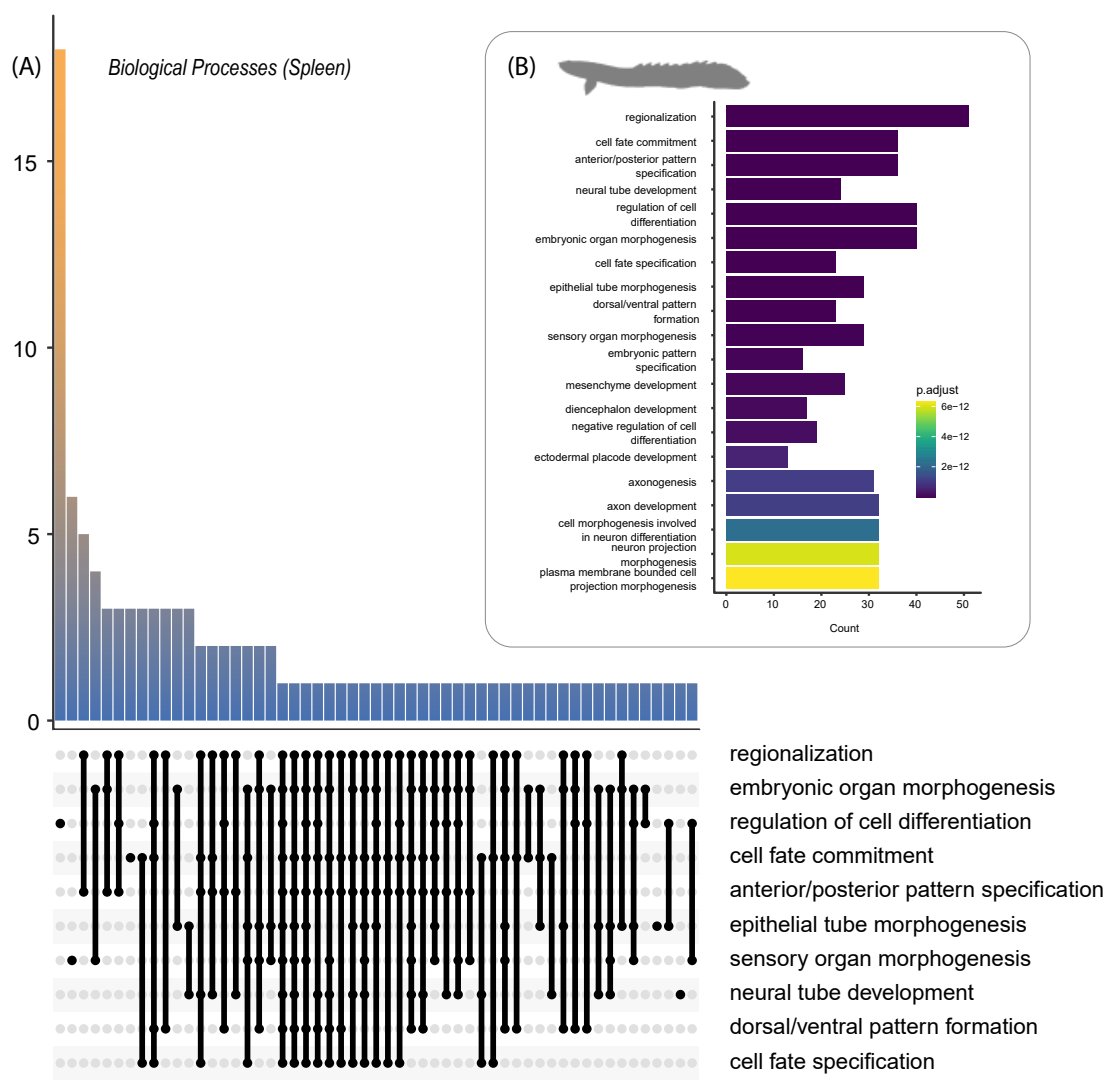 (A)
Biological Processes (Spleen)
15
10
5
0
(B)
regionalization
cell fate commitment
anterior/posterior pattern
specification
neural tube development
regulation of cell
differentiation
embryonic organ morphogenesis
cell fate specification
epithelial tube morphogenesis
dorsal/ventral pattern
formation
sensory organ morphogenesis
embryonic pattern
specification
mesenchyme development
diencephalon development
negative regulation of cell
differentiation
ectodermal placode development
axonogenesis
axon development
cell morphogenesis involved
in neuron differentiation
neuron projection
morphogenesis
plasma membrane bounded cell
projection morphogenesis
p.adjust
6e−12
4e−12
2e−12
0 10 20 30 40 50
Count
regionalization
embryonic organ morphogenesis
regulation of cell differentiation
cell fate commitment
anterior/posterior pattern specification
epithelial tube morphogenesis
sensory organ morphogenesis
neural tube development
dorsal/ventral pattern formation
cell fate specification